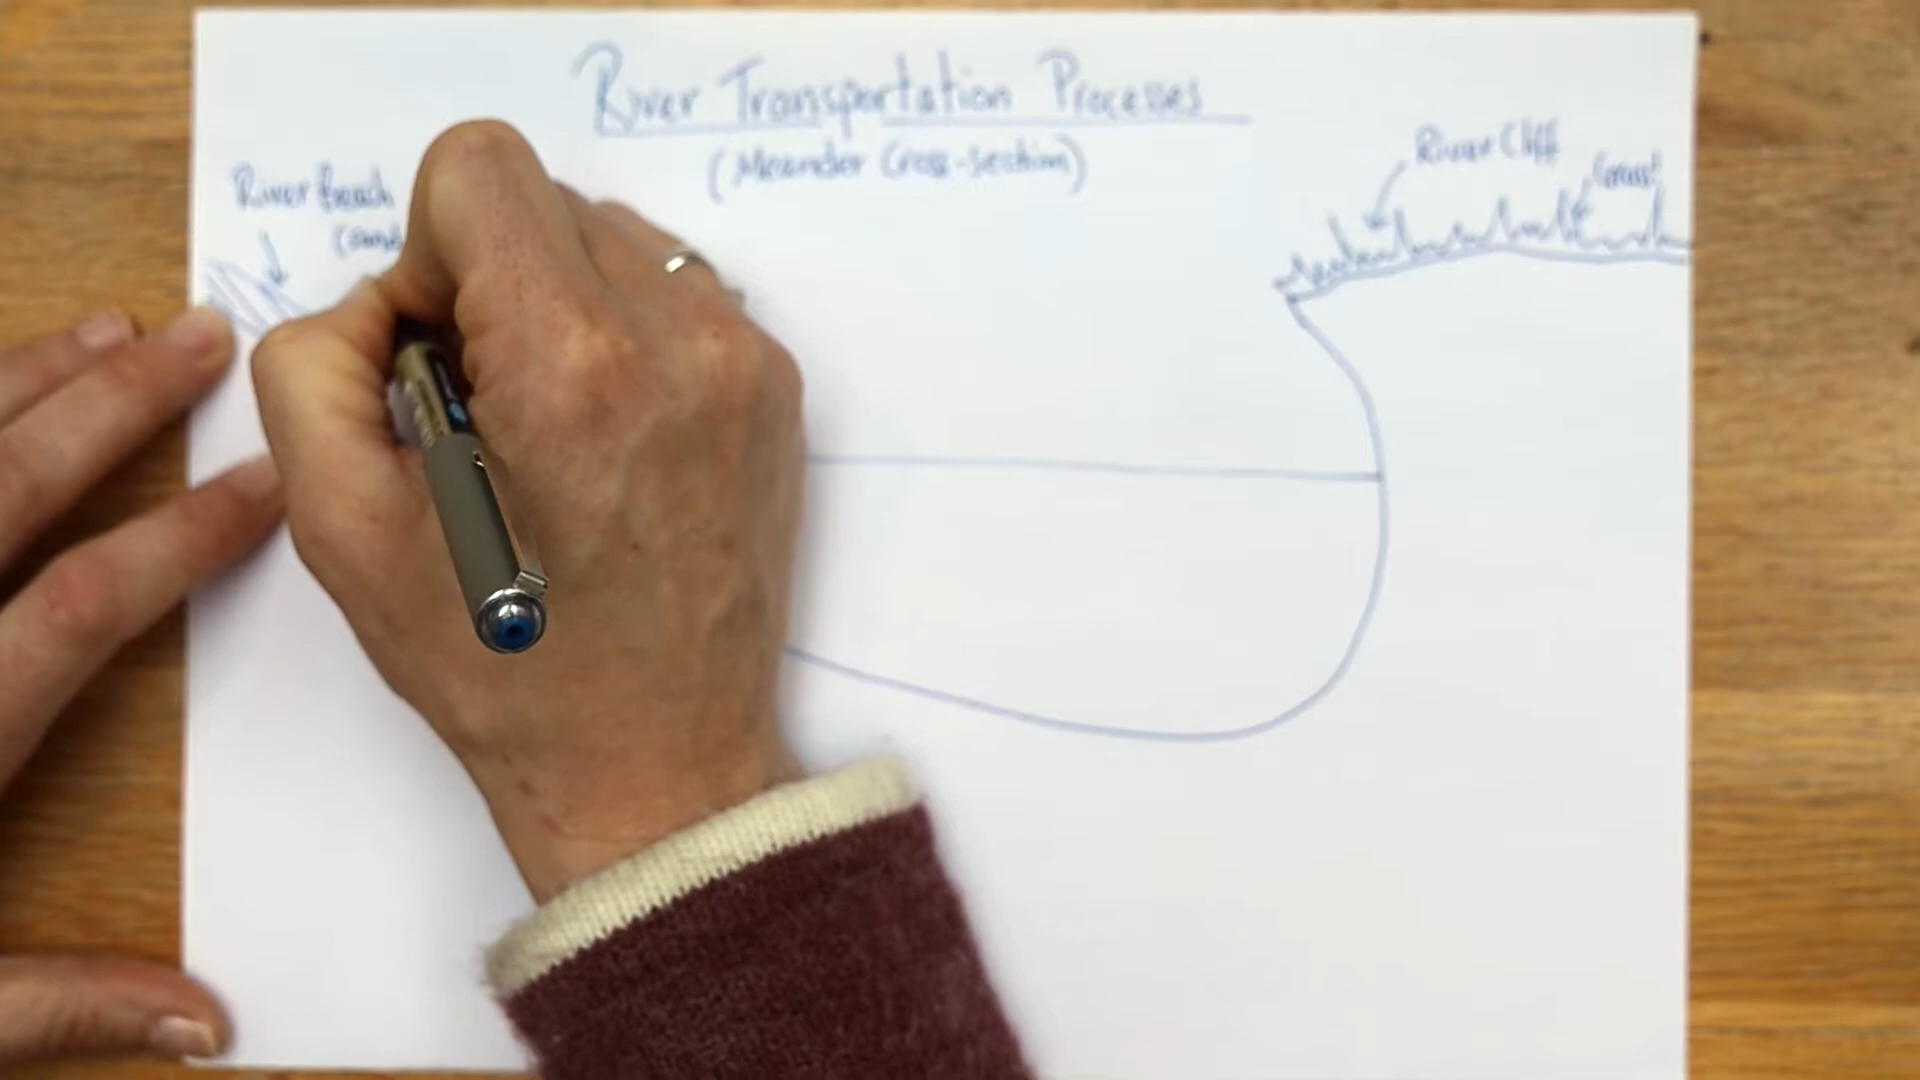 River Transportation Processes
(Meander Cross-section)
River Cliff
Grass!
River Beach